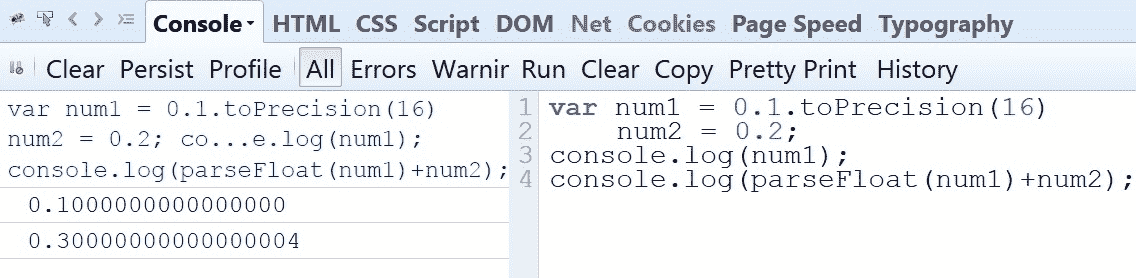 Console HTML CSS Script DOM Net Cookies Page Speed Typography
Clear Persist Profile All Errors Warnir Run Clear Copy Pretty Print History
var num1 = 0.1.toPrecision(16)
num2 = 0.2; co...e.log(num1);
console.log(parseFloat(num1)+num2);
0.1000000000000000
0.30000000000000004
1 var num1 = 0.1.toPrecision(16)
2 num2 = 0.2;
3 console.log(num1);
4 console.log(parseFloat(num1)+num2);